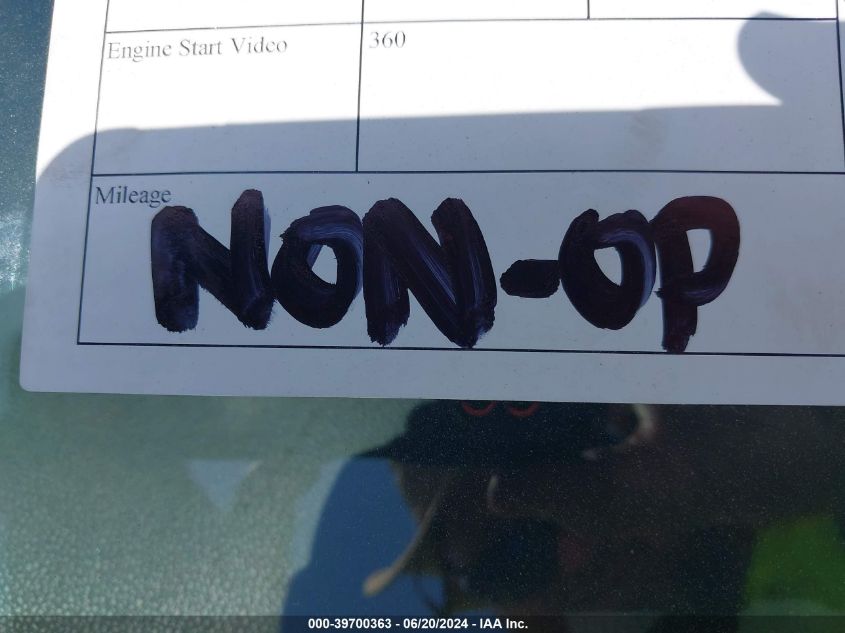 Engine Start Video 360
Mileage
NON-OP
000-39700363 - 06/20/2024 - IAA Inc.